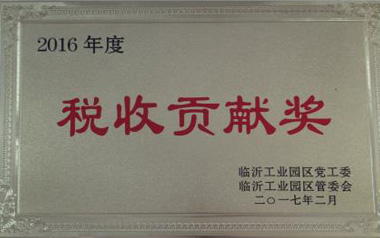 2016 年度
税收贡献奖
临沂工业园区党工委
临沂工业园区管委会
二〇一七年二月